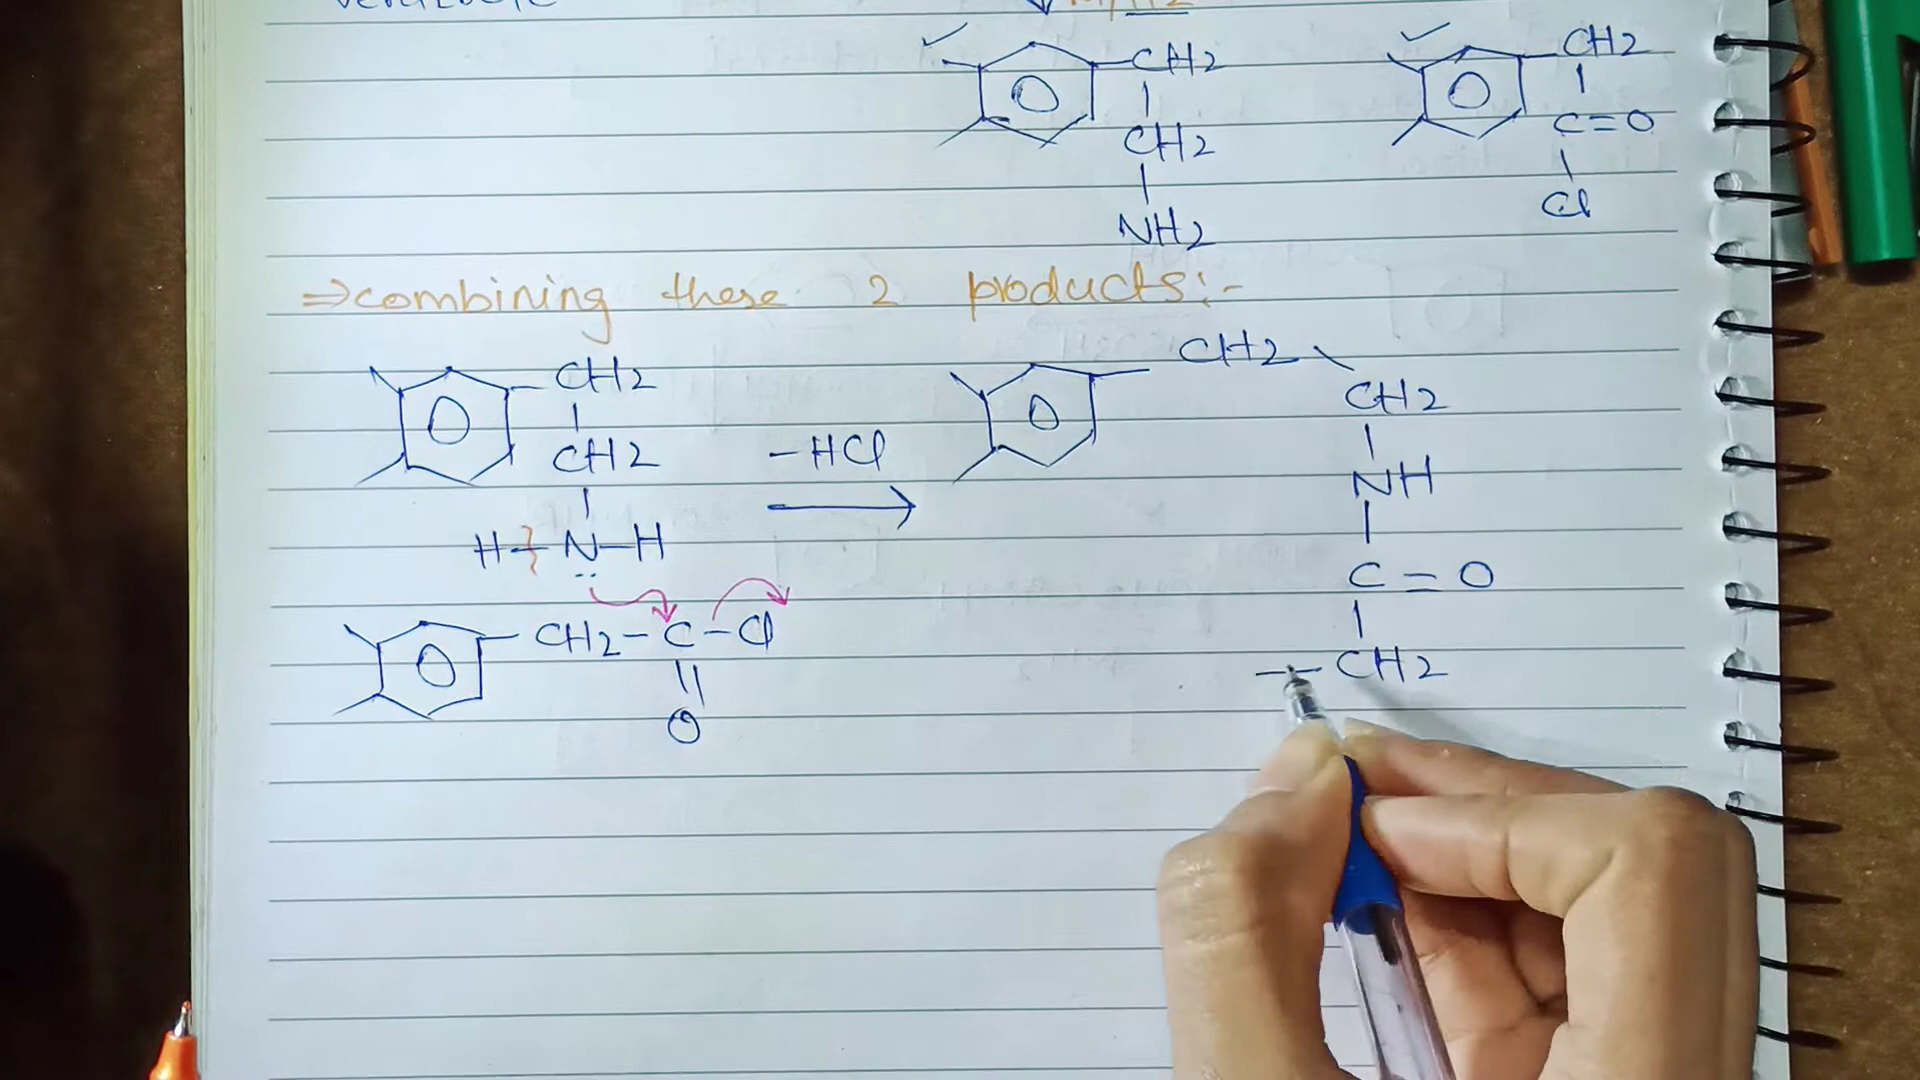 CH2 CH2
CH2 C=O
NH2 Cl
⇒combining these 2 products:-
CH2 CH2
CH2 -HCl CH2
NH
H-N-H
C=O
CH2-C-Cl
O
-CH2